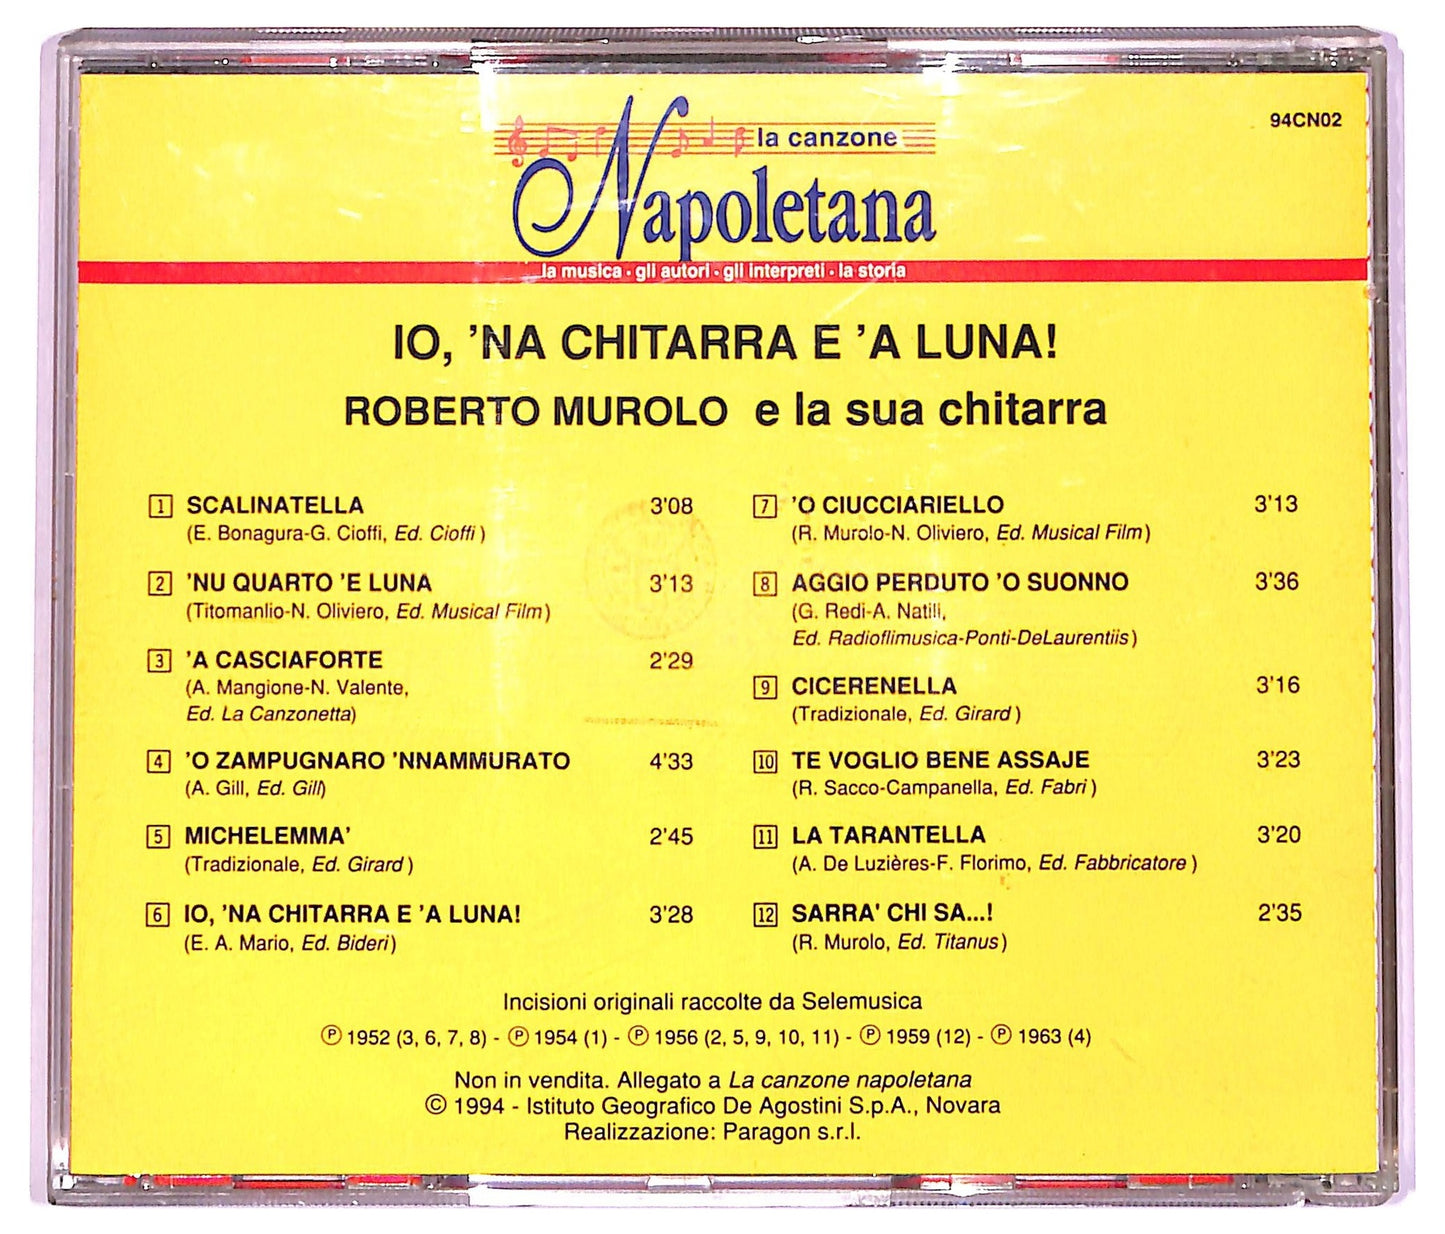 94CN02
la canzone
Napoletana
la musica · gli autori · gli interpreti · la storia
IO, 'NA CHITARRA E 'A LUNA!
ROBERTO MUROLO e la sua chitarra
1 SCALINATELLA 3'08
(E. Bonagura-G. Cioffi, Ed. Cioffi )
2 'NU QUARTO 'E LUNA 3'13
(Titomanlio-N. Oliviero, Ed. Musical Film)
3 'A CASCIAFORTE 2'29
(A. Mangione-N. Valente,
Ed. La Canzonetta)
4 'O ZAMPUGNARO 'NNAMMURATO 4'33
(A. Gill, Ed. Gill)
5 MICHELEMMA' 2'45
(Tradizionale, Ed. Girard )
6 IO, 'NA CHITARRA E 'A LUNA! 3'28
(E. A. Mario, Ed. Bideri)
7 'O CIUCCIARIELLO 3'13
(R. Murolo-N. Oliviero, Ed. Musical Film)
8 AGGIO PERDUTO 'O SUONNO 3'36
(G. Redi-A. Natili,
Ed. Radioflimusica-Ponti-DeLaurentiis)
9 CICERENELLA 3'16
(Tradizionale, Ed. Girard )
10 TE VOGLIO BENE ASSAJE 3'23
(R. Sacco-Campanella, Ed. Fabri )
11 LA TARANTELLA 3'20
(A. De Luzières-F. Florimo, Ed. Fabbricatore )
12 SARRA' CHI SA...! 2'35
(R. Murolo, Ed. Titanus)
Incisioni originali raccolte da Selemusica
℗ 1952 (3, 6, 7, 8) - ℗ 1954 (1) - ℗ 1956 (2, 5, 9, 10, 11) - ℗ 1959 (12) - ℗ 1963 (4)
Non in vendita. Allegato a La canzone napoletana
© 1994 - Istituto Geografico De Agostini S.p.A., Novara
Realizzazione: Paragon s.r.l.